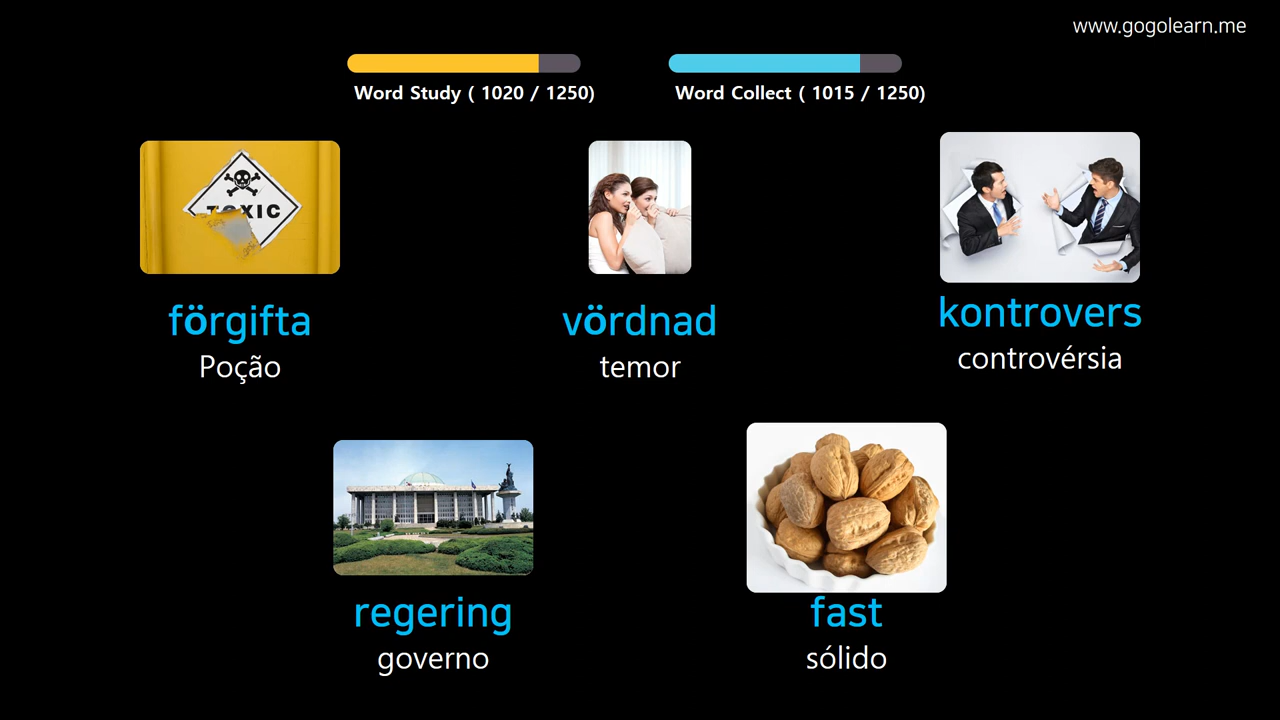 www.gogolearn.me
Word Study ( 1020 / 1250)
Word Collect ( 1015 / 1250)
TOXIC
förgifta
Poção
vördnad
temor
kontrovers
controvérsia
regering
governo
fast
sólido